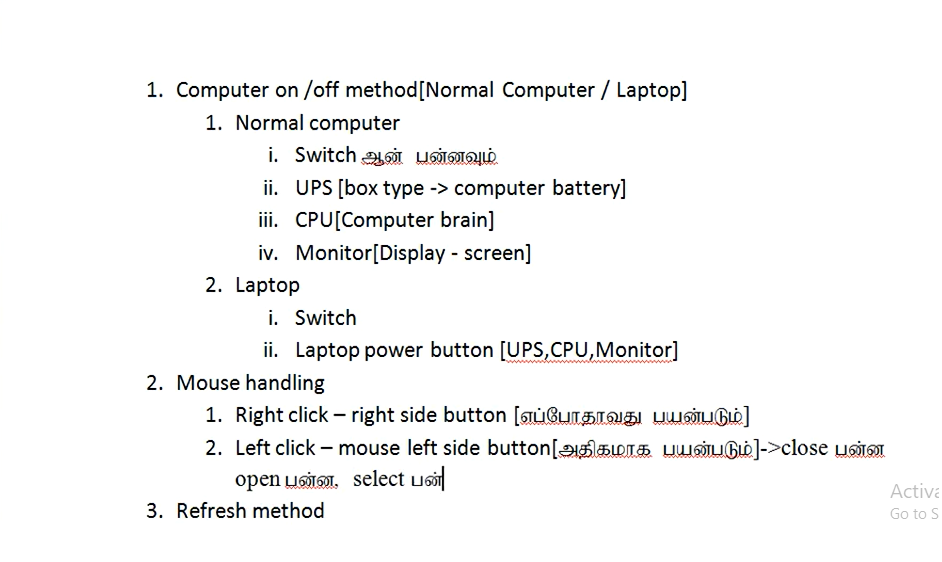 1. Computer on /off method[Normal Computer / Laptop]
1. Normal computer
i. Switch ஆன் பன்னவும்
ii. UPS [box type -> computer battery]
iii. CPU[Computer brain]
iv. Monitor[Display - screen]
2. Laptop
i. Switch
ii. Laptop power button [UPS,CPU,Monitor]
2. Mouse handling
1. Right click – right side button [எப்போதாவது பயன்படும்]
2. Left click – mouse left side button[அதிகமாக பயன்படும்]->close பன்ன
open பன்ன, select பன்
3. Refresh method
Activa
Go to S